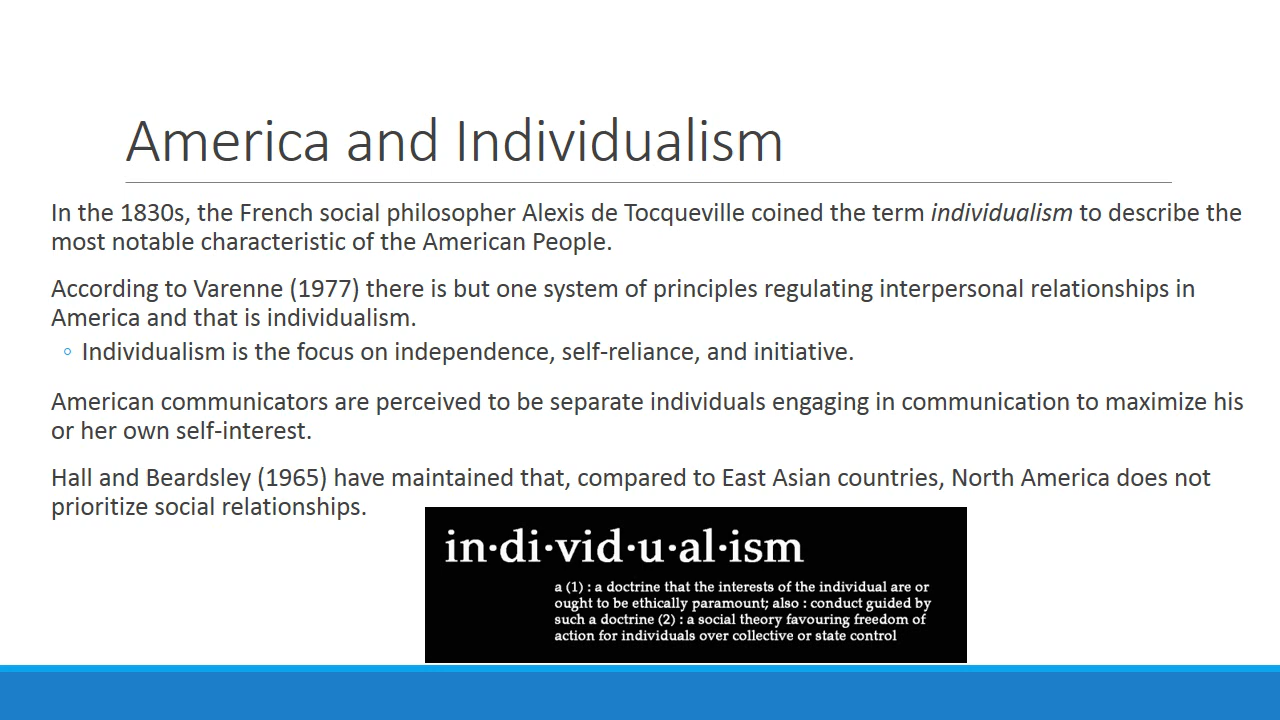 America and Individualism
In the 1830s, the French social philosopher Alexis de Tocqueville coined the term individualism to describe the
most notable characteristic of the American People.
According to Varenne (1977) there is but one system of principles regulating interpersonal relationships in
America and that is individualism.
◦ Individualism is the focus on independence, self-reliance, and initiative.
American communicators are perceived to be separate individuals engaging in communication to maximize his
or her own self-interest.
Hall and Beardsley (1965) have maintained that, compared to East Asian countries, North America does not
prioritize social relationships.
in·di·vid·u·al·ism
a (1) : a doctrine that the interests of the individual are or
ought to be ethically paramount; also : conduct guided by
such a doctrine (2) : a social theory favouring freedom of
action for individuals over collective or state control